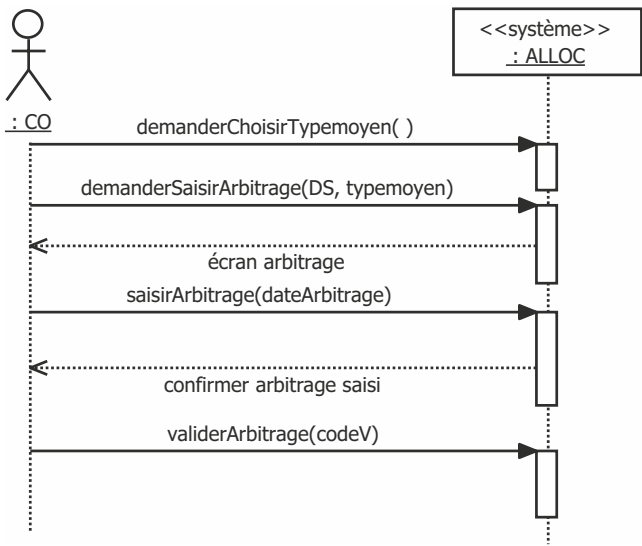 <<système>>
: ALLOC
: CO
demanderChoisirTypemoyen( )
demanderSaisirArbitrage(DS, typemoyen)
écran arbitrage
saisirArbitrage(dateArbitrage)
confirmer arbitrage saisi
validerArbitrage(codeV)